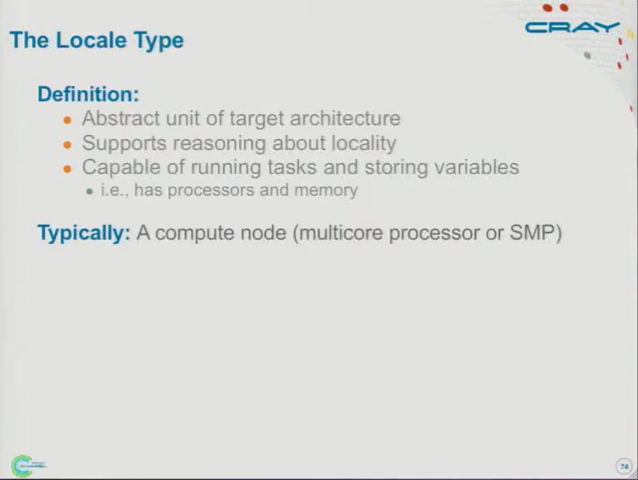 CRAY
The Locale Type
Definition:
• Abstract unit of target architecture
• Supports reasoning about locality
• Capable of running tasks and storing variables
• i.e., has processors and memory
Typically: A compute node (multicore processor or SMP)
74